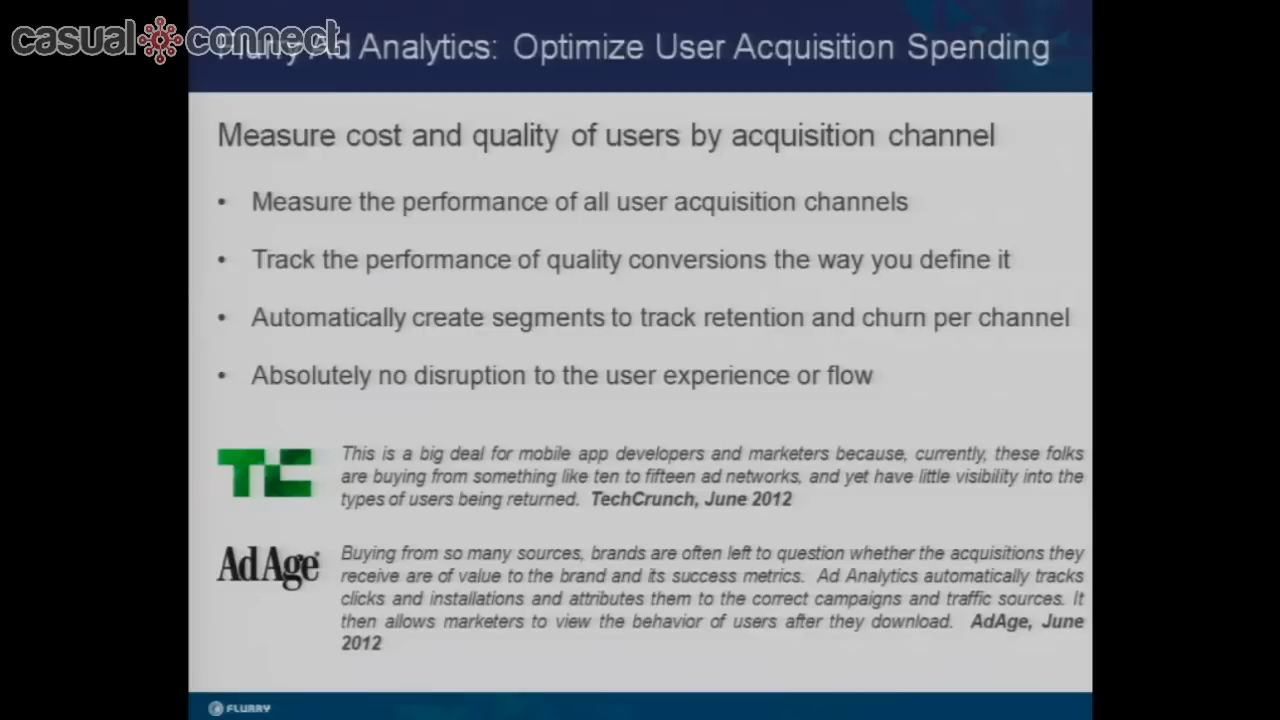 casual connect
Flurry Ad Analytics: Optimize User Acquisition Spending
Measure cost and quality of users by acquisition channel
• Measure the performance of all user acquisition channels
• Track the performance of quality conversions the way you define it
• Automatically create segments to track retention and churn per channel
• Absolutely no disruption to the user experience or flow
TC
This is a big deal for mobile app developers and marketers because, currently, these folks
are buying from something like ten to fifteen ad networks, and yet have little visibility into the
types of users being returned. TechCrunch, June 2012
AdAge
Buying from so many sources, brands are often left to question whether the acquisitions they
receive are of value to the brand and its success metrics. Ad Analytics automatically tracks
clicks and installations and attributes them to the correct campaigns and traffic sources. It
then allows marketers to view the behavior of users after they download. AdAge, June
2012
FLURRY